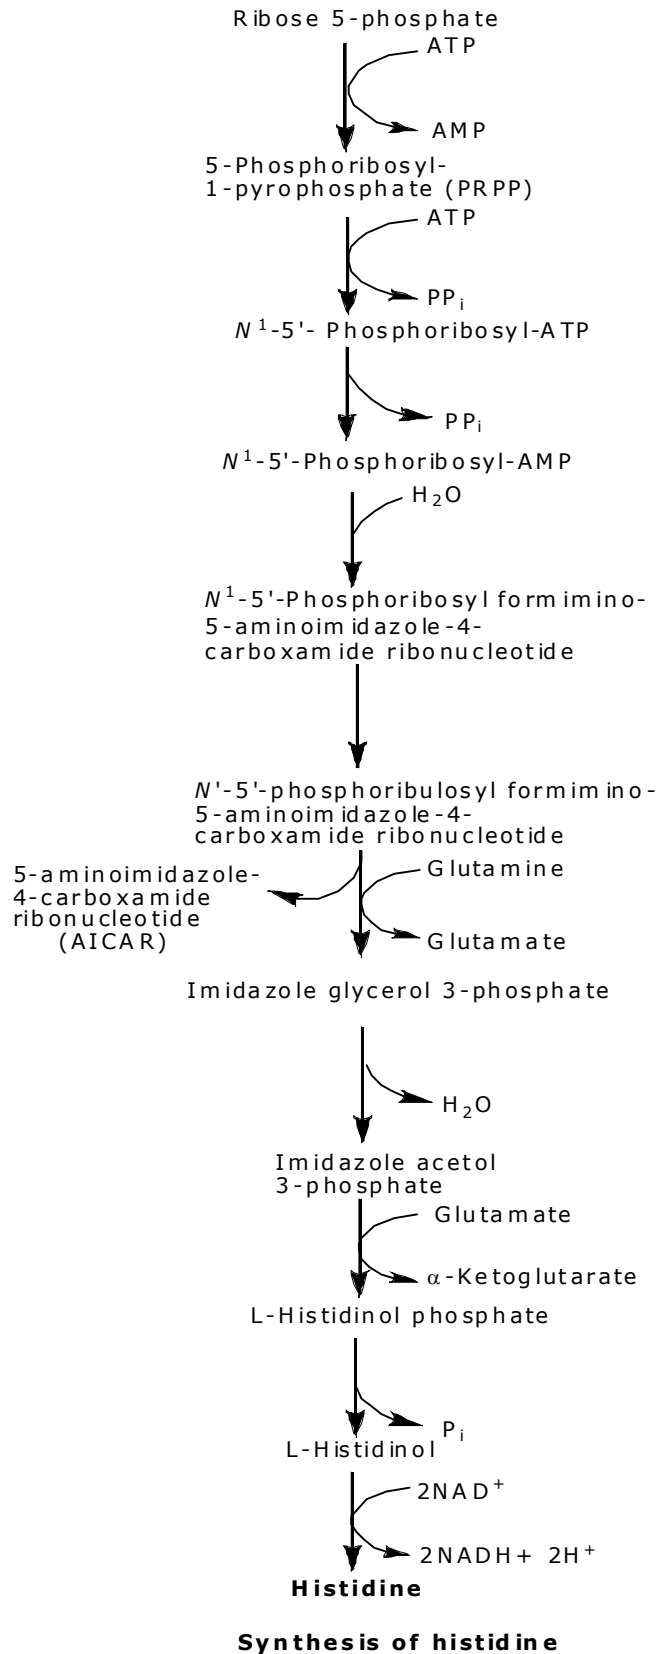 Ribose 5-phosphate
ATP
AMP
5-Phosphoribosyl-
1-pyrophosphate (PRPP)
ATP
PPᵢ
N¹-5'- Phosphoribosyl-ATP
PPᵢ
N¹-5'-Phosphoribosyl-AMP
H₂O
N¹-5'-Phosphoribosyl formimino-
5-aminoimidazole-4-
carboxamide ribonucleotide
N'-5'-phosphoribulosyl formimino-
5-aminoimidazole-4-
carboxamide ribonucleotide
5-aminoimidazole-
4-carboxamide
ribonucleotide
(AICAR)
Glutamine
Glutamate
Imidazole glycerol 3-phosphate
H₂O
Imidazole acetol
3-phosphate
Glutamate
α-Ketoglutarate
L-Histidinol phosphate
Pᵢ
L-Histidinol
2NAD⁺
2NADH + 2H⁺
Histidine
Synthesis of histidine